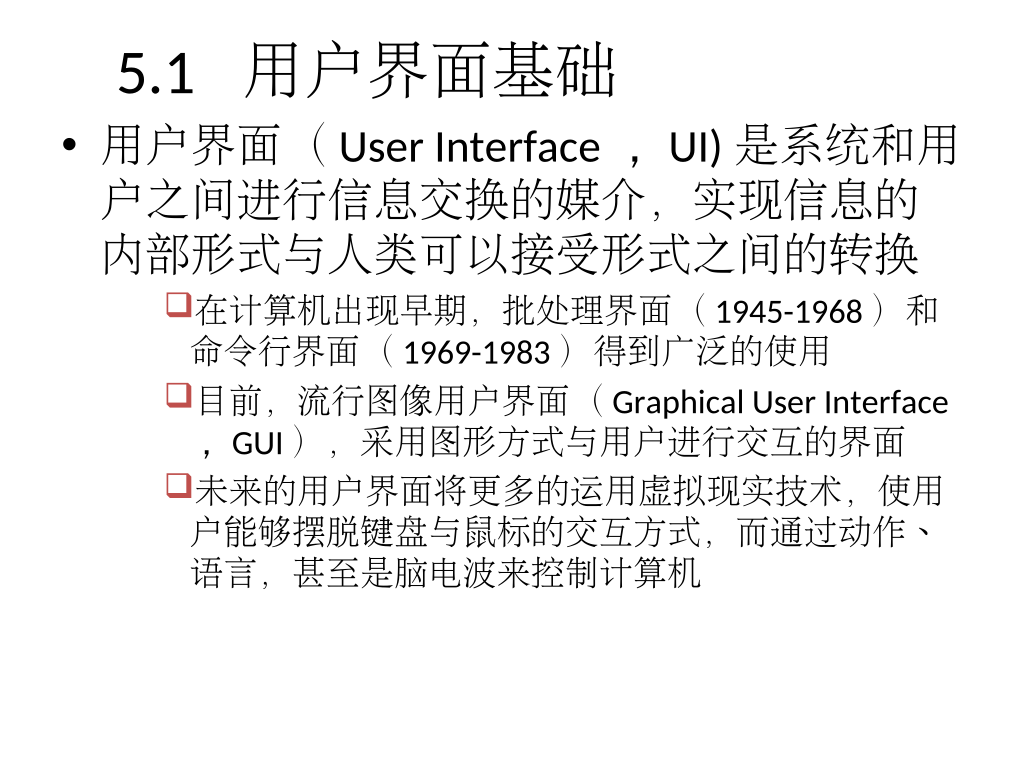 5.1 用户界面基础
• 用户界面（User Interface ，UI) 是系统和用
户之间进行信息交换的媒介，实现信息的
内部形式与人类可以接受形式之间的转换
在计算机出现早期，批处理界面（1945-1968）和
命令行界面（1969-1983）得到广泛的使用
目前，流行图像用户界面（Graphical User Interface
，GUI），采用图形方式与用户进行交互的界面
未来的用户界面将更多的运用虚拟现实技术，使用
户能够摆脱键盘与鼠标的交互方式，而通过动作、
语言，甚至是脑电波来控制计算机